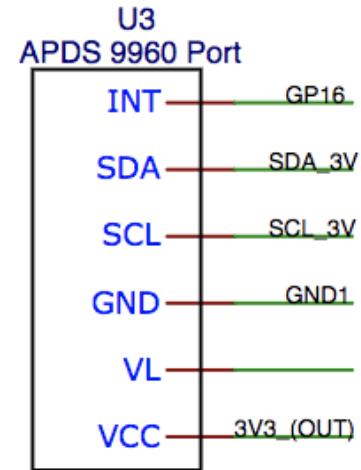 U3
APDS 9960 Port
INT GP16
SDA SDA_3V
SCL SCL_3V
GND GND1
VL
VCC 3V3_(OUT)